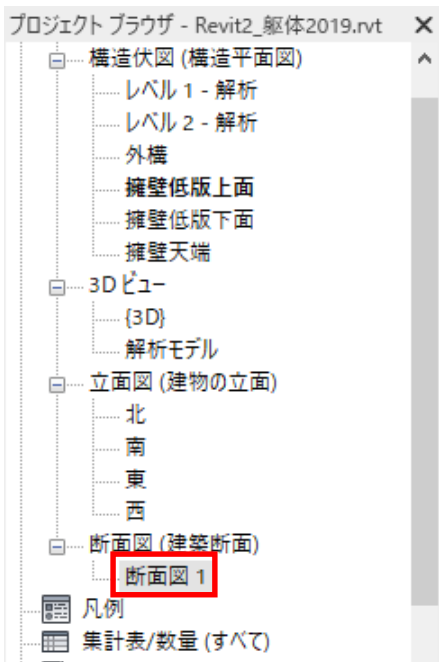 プロジェクト ブラウザ - Revit2_躯体2019.rvt
構造伏図 (構造平面図)
レベル 1 - 解析
レベル 2 - 解析
外構
擁壁低版上面
擁壁低版下面
擁壁天端
3D ビュー
{3D}
解析モデル
立面図 (建物の立面)
北
南
東
西
断面図 (建築断面)
断面図 1
凡例
集計表/数量 (すべて)